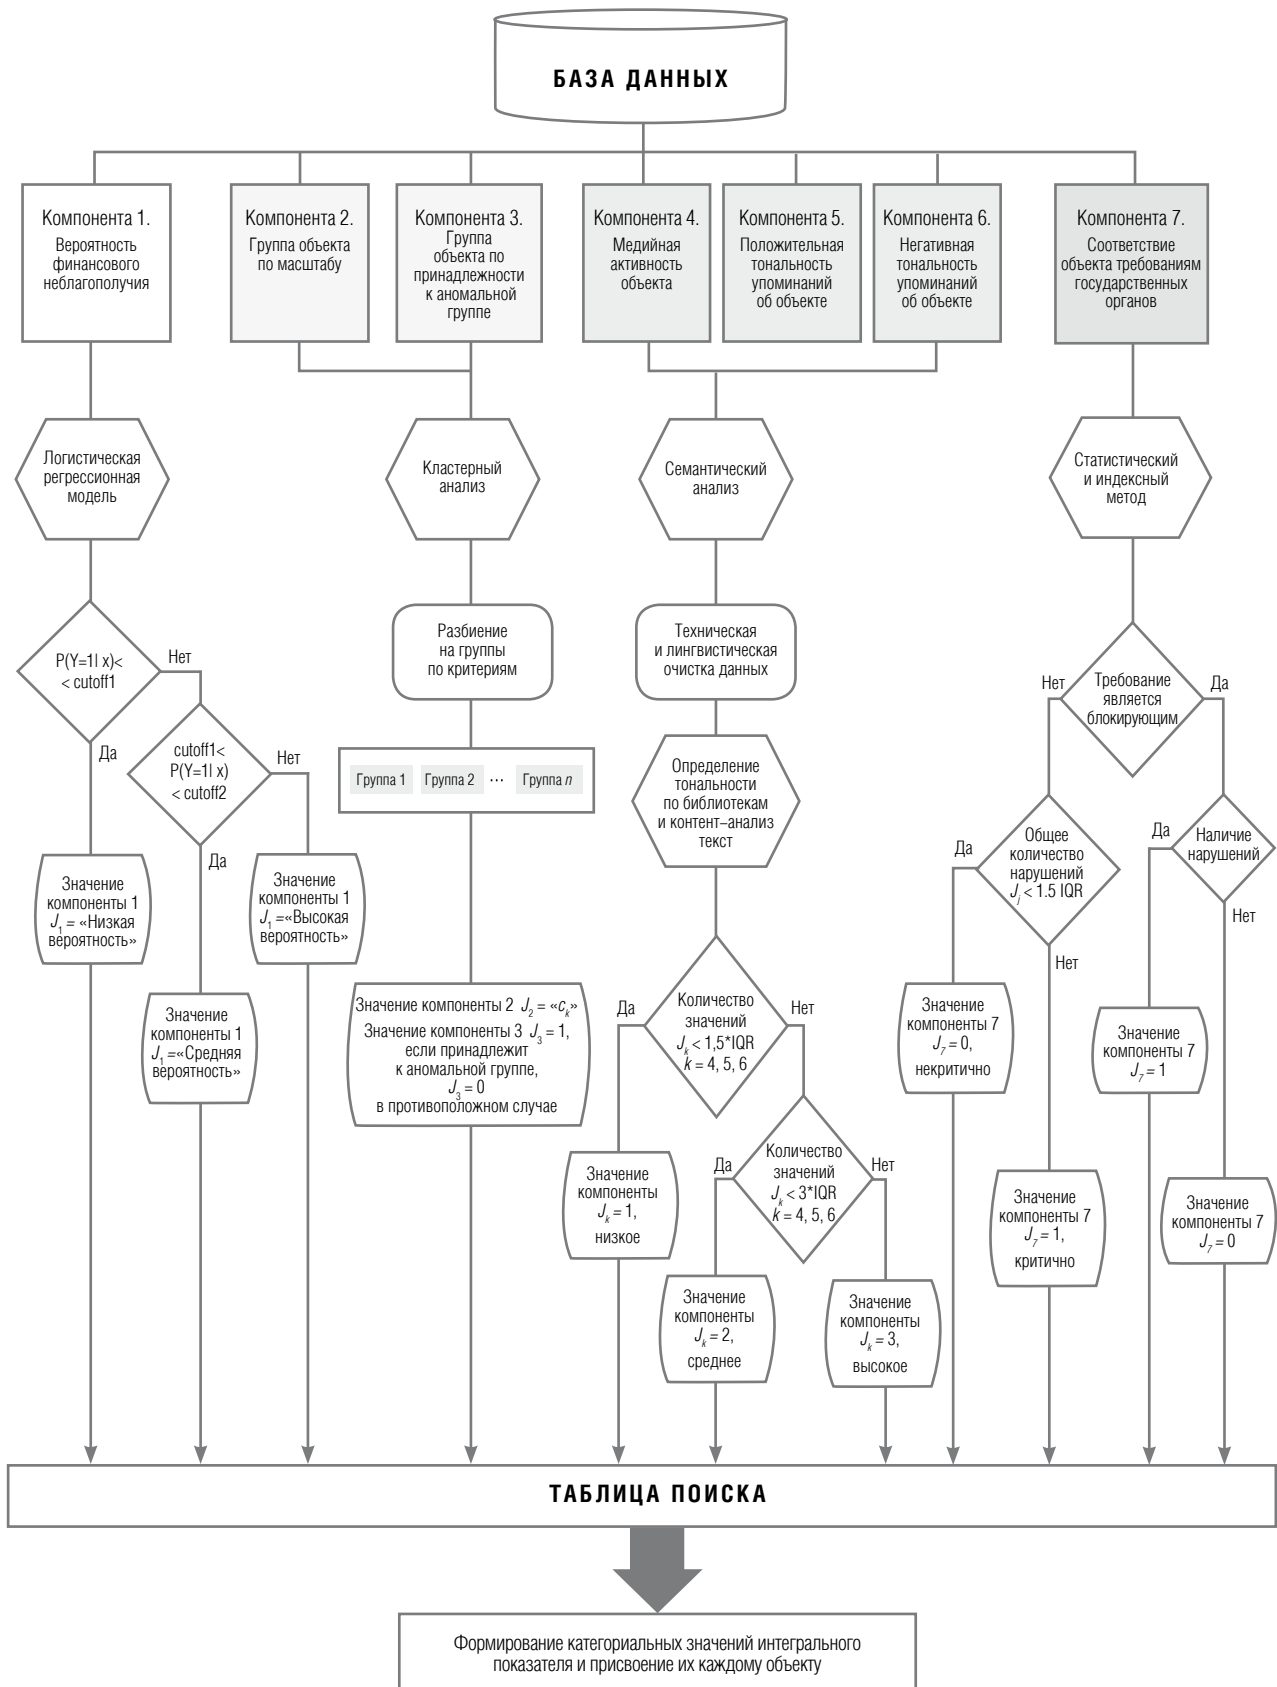 БАЗА ДАННЫХ
Компонента 1.
Вероятность
финансового
неблагополучия
Компонента 2.
Группа объекта
по масштабу
Компонента 3.
Группа
объекта по
принадлежности
к аномальной
группе
Компонента 4.
Медийная
активность
объекта
Компонента 5.
Положительная
тональность
упоминаний
об объекте
Компонента 6.
Негативная
тональность
упоминаний
об объекте
Компонента 7.
Соответствие
объекта требованиям
государственных
органов
Логистическая
регрессионная
модель
Кластерный
анализ
Семантический
анализ
Статистический
и индексный
метод
P(Y=1| x)<
< cutoff1
Нет
Да
cutoff1<
P(Y=1| x)
< cutoff2
Нет
Да
Значение
компоненты 1
J₁ = «Низкая
вероятность»
Значение
компоненты 1
J₁ =«Средняя
вероятность»
Значение
компоненты 1
J₁ =«Высокая
вероятность»
Разбиение
на группы
по критериям
Группа 1 Группа 2 ··· Группа n
Значение компоненты 2 J₂ = «cₖ»
Значение компоненты 3 J₃ = 1,
если принадлежит
к аномальной группе,
J₃ = 0
в противоположном случае
Техническая
и лингвистическая
очистка данных
Определение
тональности
по библиотекам
и контент–анализ
текст
Да
Количество
значений
Jₖ < 1,5*IQR
k = 4, 5, 6
Нет
Значение
компоненты
Jₖ = 1,
низкое
Да
Количество
значений
Jₖ < 3*IQR
k = 4, 5, 6
Нет
Значение
компоненты
Jₖ = 2,
среднее
Значение
компоненты
Jₖ = 3,
высокое
Нет
Требование
является
блокирующим
Да
Да
Общее
количество
нарушений
Jⱼ < 1.5 IQR
Нет
Да
Наличие
нарушений
Нет
Значение
компоненты 7
J₇ = 0,
некритично
Значение
компоненты 7
J₇ = 1,
критично
Значение
компоненты 7
J₇ = 1
Значение
компоненты 7
J₇ = 0
ТАБЛИЦА ПОИСКА
Формирование категориальных значений интегрального
показателя и присвоение их каждому объекту